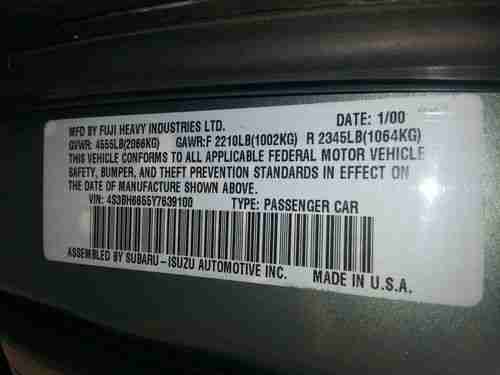 MFD BY FUJI HEAVY INDUSTRIES LTD. DATE: 1/00
GVWR: 4555LB(2066KG) GAWR:F 2210LB(1002KG) R 2345LB(1064KG)
THIS VEHICLE CONFORMS TO ALL APPLICABLE FEDERAL MOTOR VEHICLE
SAFETY, BUMPER, AND THEFT PREVENTION STANDARDS IN EFFECT ON
THE DATE OF MANUFACTURE SHOWN ABOVE.
VIN: 4S3BH6655Y7639100 TYPE: PASSENGER CAR
ASSEMBLED BY SUBARU-ISUZU AUTOMOTIVE INC. MADE IN U.S.A.